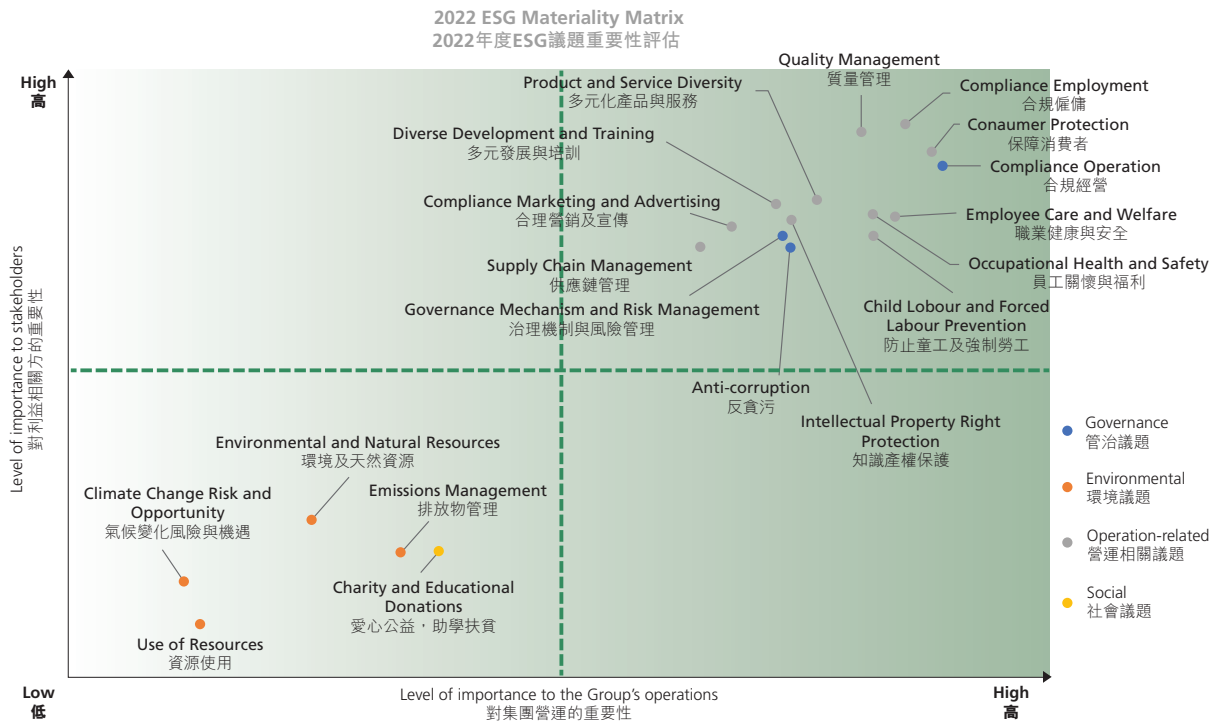 2022 ESG Materiality Matrix
2022年度ESG議題重要性評估
High
高
Level of importance to stakeholders
對利益相關方的重要性
Quality Management
質量管理
Product and Service Diversity
多元化產品與服務
Compliance Employment
合規僱傭
Conaumer Protection
保障消費者
Diverse Development and Training
多元發展與培訓
Compliance Operation
合規經營
Compliance Marketing and Advertising
合理營銷及宣傳
Employee Care and Welfare
職業健康與安全
Supply Chain Management
供應鏈管理
Occupational Health and Safety
員工關懷與福利
Governance Mechanism and Risk Management
治理機制與風險管理
Child Lobour and Forced
Labour Prevention
防止童工及強制勞工
Anti-corruption
反貪污
Intellectual Property Right
Protection
知識產權保護
Environmental and Natural Resources
環境及天然資源
Climate Change Risk and
Opportunity
氣候變化風險與機遇
Emissions Management
排放物管理
Charity and Educational
Donations
愛心公益，助學扶貧
Use of Resources
資源使用
Governance
管治議題
Environmental
環境議題
Operation-related
營運相關議題
Social
社會議題
Low
低
Level of importance to the Group's operations
對集團營運的重要性
High
高